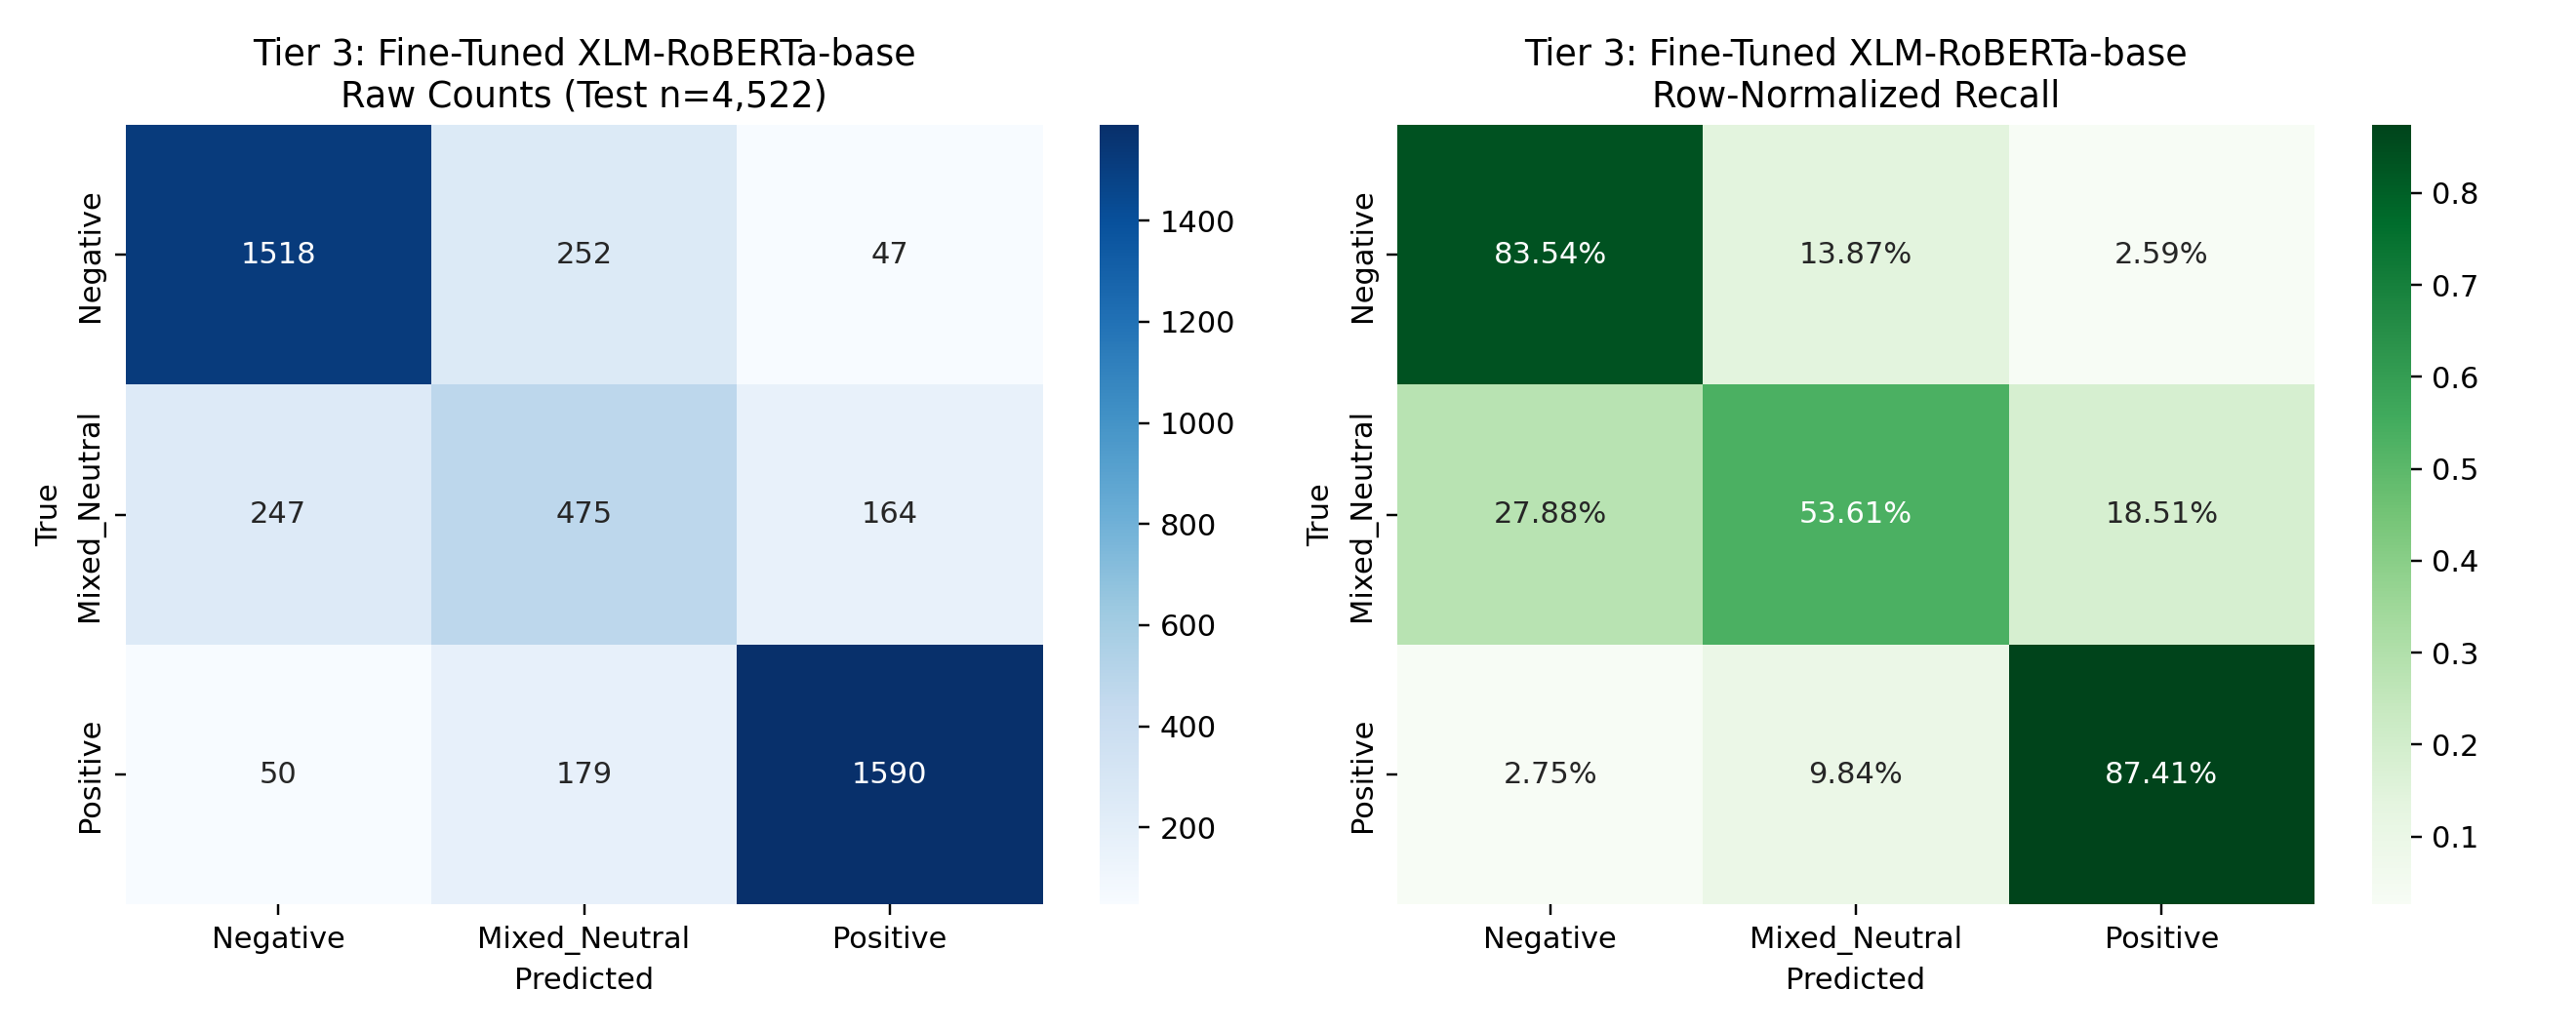 Tier 3: Fine-Tuned XLM-RoBERTa-base
Raw Counts (Test n=4,522)
Negative
1518
252
47
True
Mixed_Neutral
247
475
164
Positive
50
179
1590
Negative
Mixed_Neutral
Positive
Predicted
1400
1200
1000
800
600
400
200
Tier 3: Fine-Tuned XLM-RoBERTa-base
Row-Normalized Recall
Negative
83.54%
13.87%
2.59%
True
Mixed_Neutral
27.88%
53.61%
18.51%
Positive
2.75%
9.84%
87.41%
Negative
Mixed_Neutral
Positive
Predicted
0.8
0.7
0.6
0.5
0.4
0.3
0.2
0.1